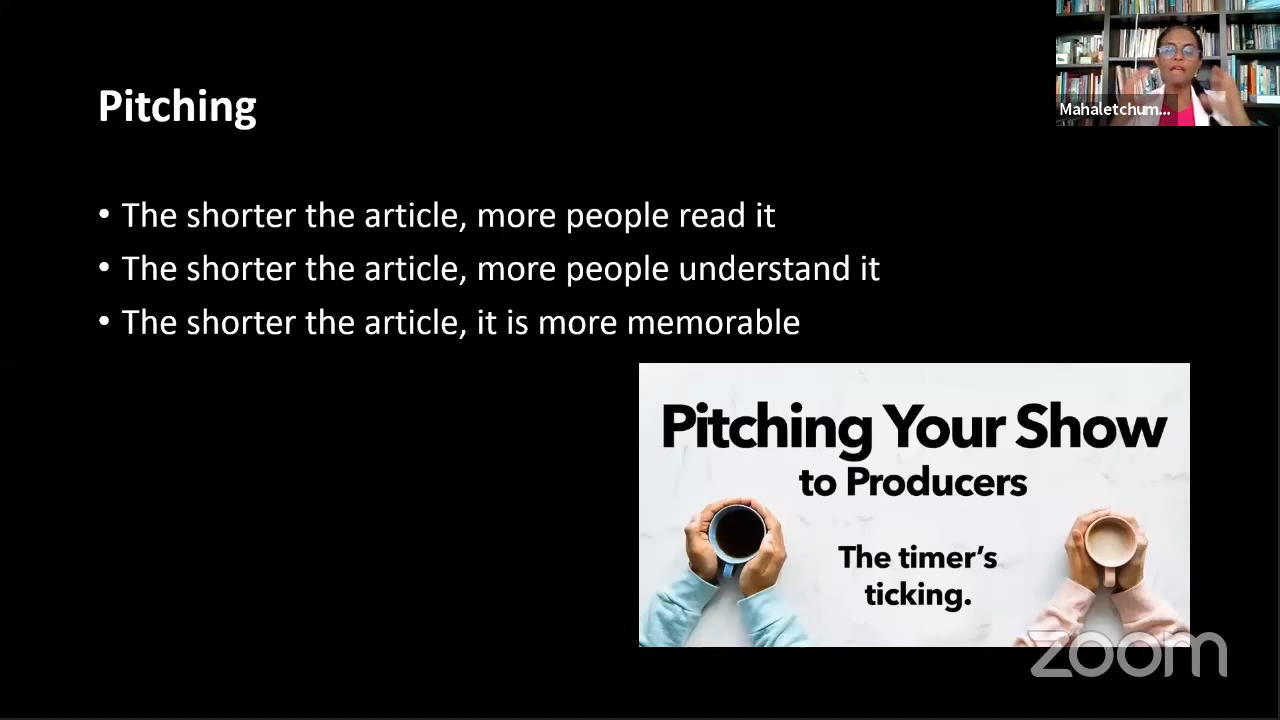 Mahaletchum...
Pitching
• The shorter the article, more people read it
• The shorter the article, more people understand it
• The shorter the article, it is more memorable
Pitching Your Show
to Producers
The timer's
ticking.
zoom